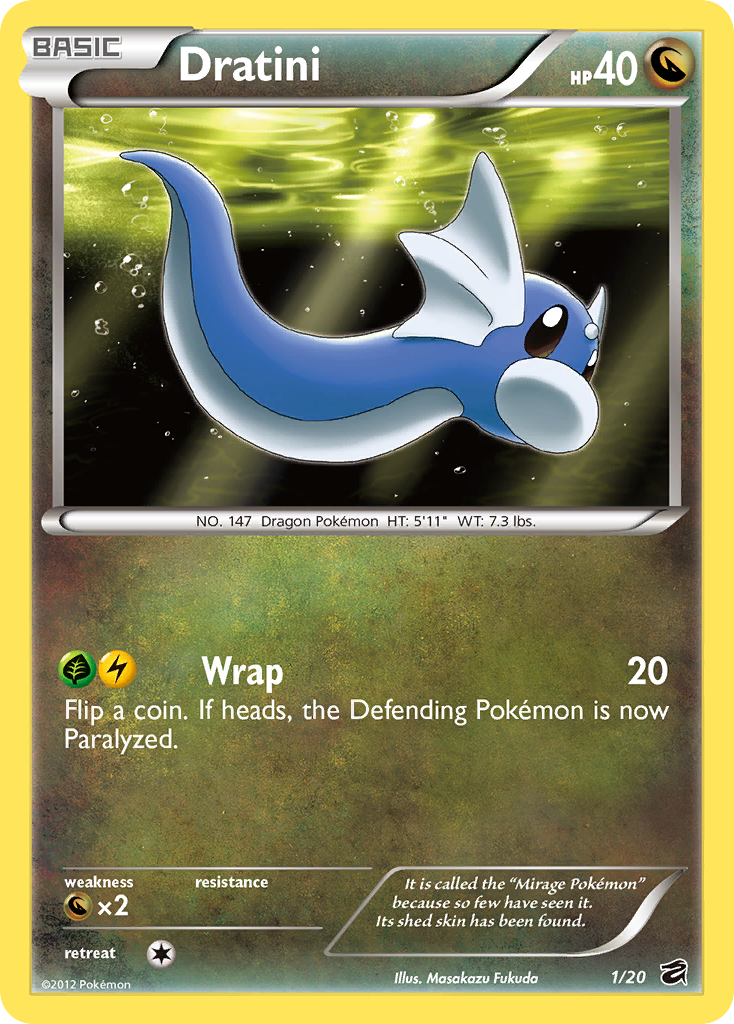 BASIC
Dratini
HP40
NO. 147 Dragon Pokémon HT: 5'11" WT: 7.3 lbs.
Wrap 20
Flip a coin. If heads, the Defending Pokémon is now
Paralyzed.
weakness resistance
×2
It is called the “Mirage Pokémon”
because so few have seen it.
Its shed skin has been found.
retreat
©2012 Pokémon
Illus. Masakazu Fukuda
1/20